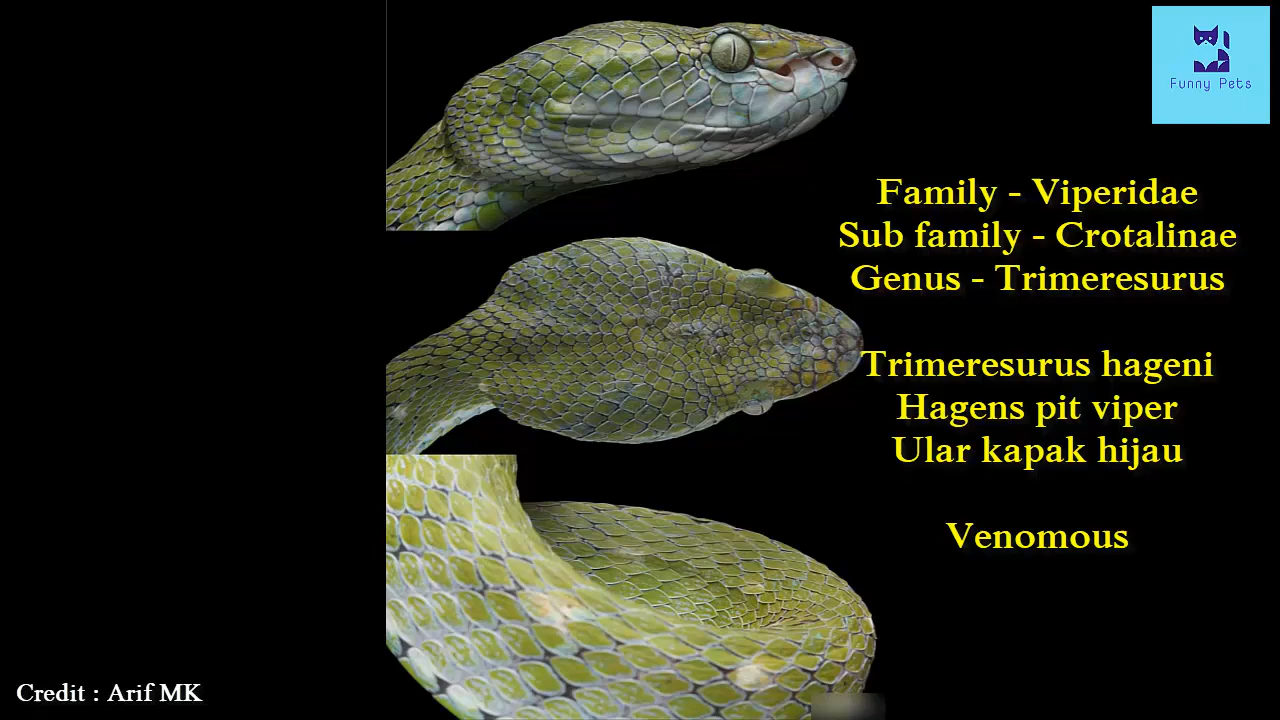 Funny Pets
Family - Viperidae
Sub family - Crotalinae
Genus - Trimeresurus
Trimeresurus hageni
Hagens pit viper
Ular kapak hijau
Venomous
Credit : Arif MK